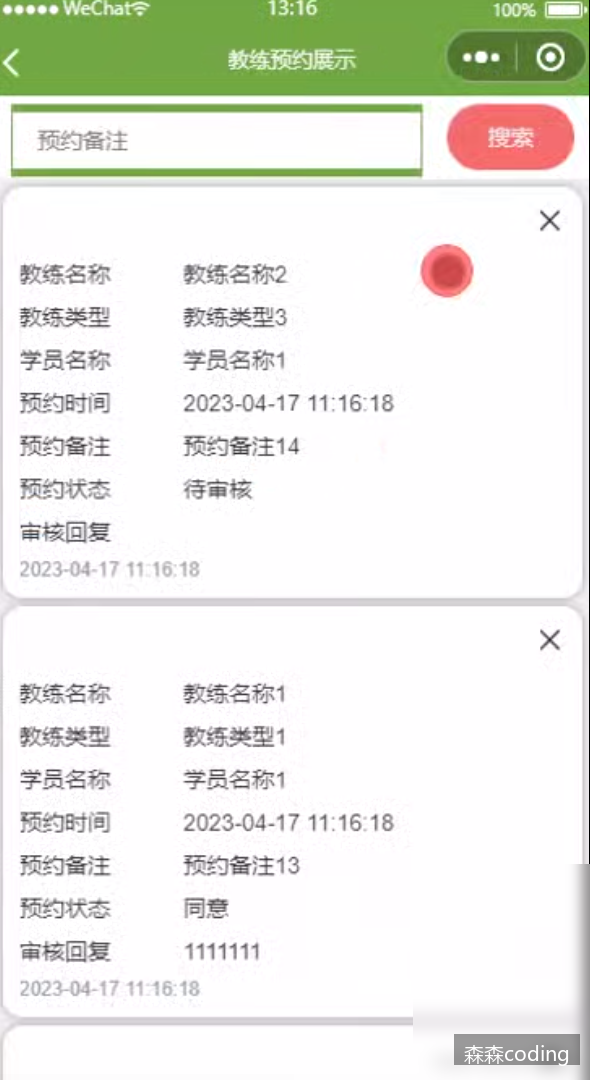 WeChat 13:16 100%
教练预约展示
预约备注 搜索
教练名称 教练名称2
教练类型 教练类型3
学员名称 学员名称1
预约时间 2023-04-17 11:16:18
预约备注 预约备注14
预约状态 待审核
审核回复
2023-04-17 11:16:18
教练名称 教练名称1
教练类型 教练类型1
学员名称 学员名称1
预约时间 2023-04-17 11:16:18
预约备注 预约备注13
预约状态 同意
审核回复 1111111
2023-04-17 11:16:18
森森coding